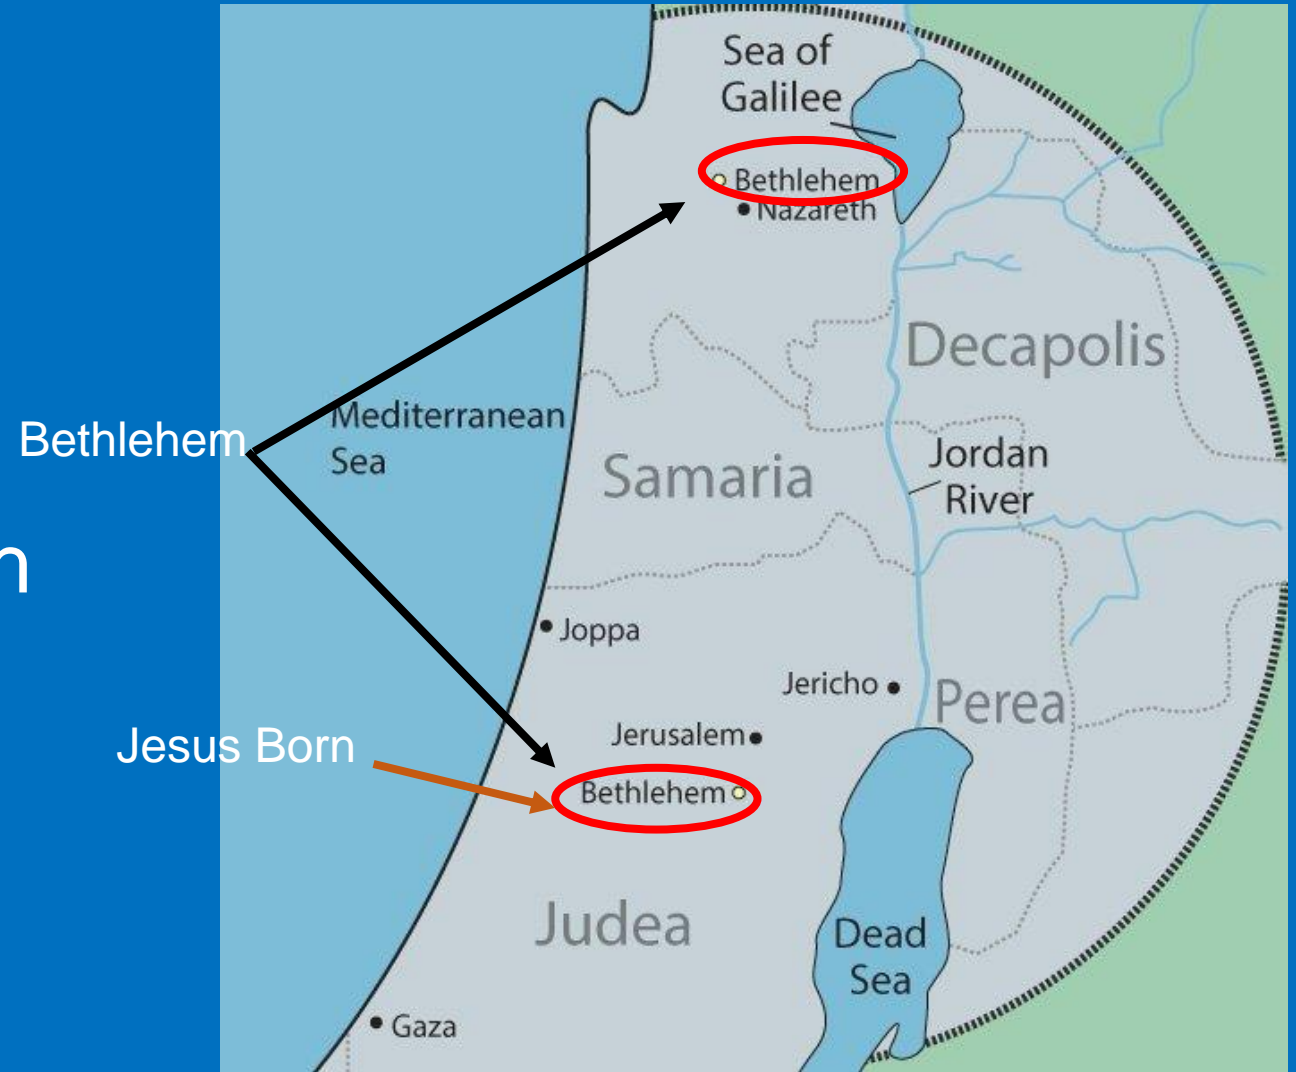 Sea of
Galilee
Bethlehem
Nazareth
Decapolis
Mediterranean
Sea
Bethlehem
Samaria
Jordan
River
n
Joppa
Jericho
Perea
Jerusalem
Jesus Born
Bethlehem
Judea
Dead
Sea
Gaza